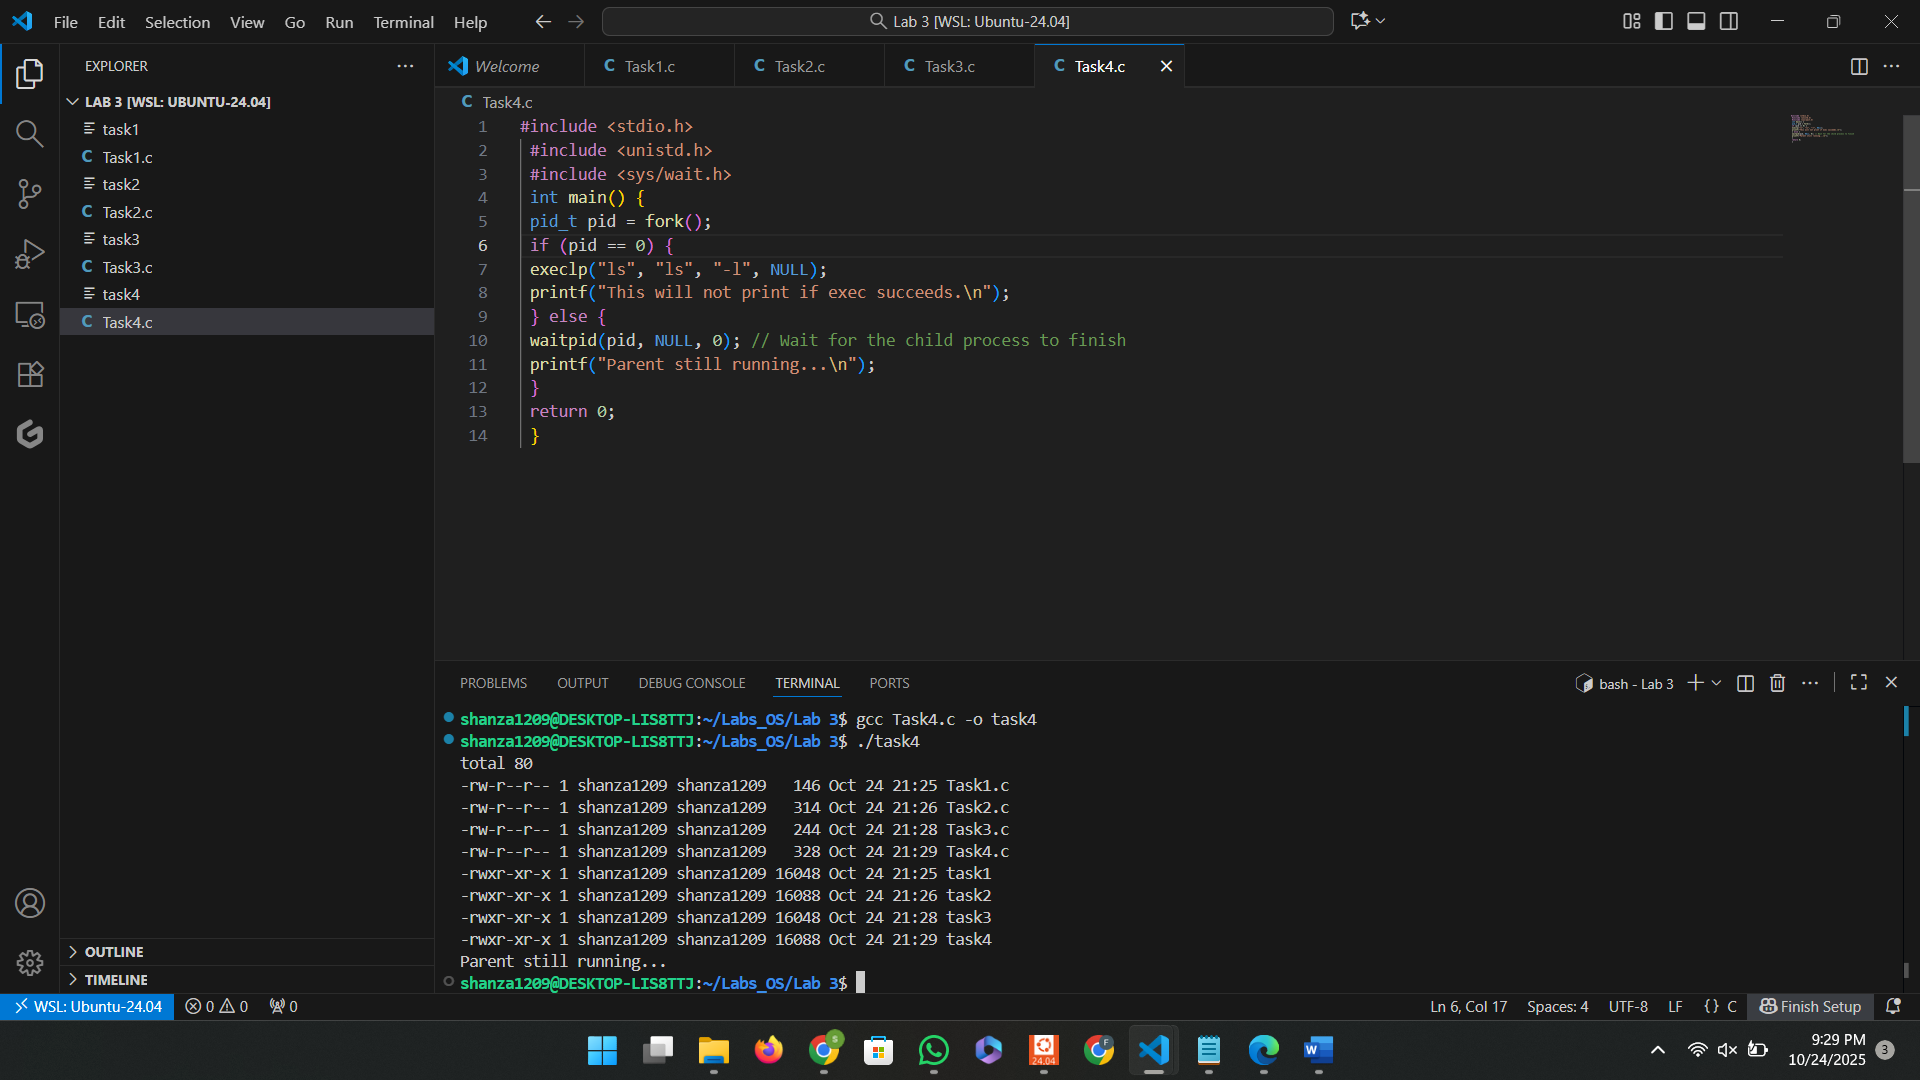 File Edit Selection View Go Run Terminal Help
Lab 3 [WSL: Ubuntu-24.04]
EXPLORER
LAB 3 [WSL: UBUNTU-24.04]
task1
C Task1.c
task2
C Task2.c
task3
C Task3.c
task4
C Task4.c
OUTLINE
TIMELINE
Welcome
C Task1.c
C Task2.c
C Task3.c
C Task4.c
C Task4.c
1 #include <stdio.h>
2 #include <unistd.h>
3 #include <sys/wait.h>
4 int main() {
5 pid_t pid = fork();
6 if (pid == 0) {
7 execlp("ls", "ls", "-l", NULL);
8 printf("This will not print if exec succeeds.\n");
9 } else {
10 waitpid(pid, NULL, 0); // Wait for the child process to finish
11 printf("Parent still running...\n");
12 }
13 return 0;
14 }
PROBLEMS OUTPUT DEBUG CONSOLE TERMINAL PORTS
bash - Lab 3
shanza1209@DESKTOP-LIS8TTJ:~/Labs_OS/Lab 3$ gcc Task4.c -o task4
shanza1209@DESKTOP-LIS8TTJ:~/Labs_OS/Lab 3$ ./task4
total 80
-rw-r--r-- 1 shanza1209 shanza1209   146 Oct 24 21:25 Task1.c
-rw-r--r-- 1 shanza1209 shanza1209   314 Oct 24 21:26 Task2.c
-rw-r--r-- 1 shanza1209 shanza1209   244 Oct 24 21:28 Task3.c
-rw-r--r-- 1 shanza1209 shanza1209   328 Oct 24 21:29 Task4.c
-rwxr-xr-x 1 shanza1209 shanza1209 16048 Oct 24 21:25 task1
-rwxr-xr-x 1 shanza1209 shanza1209 16088 Oct 24 21:26 task2
-rwxr-xr-x 1 shanza1209 shanza1209 16048 Oct 24 21:28 task3
-rwxr-xr-x 1 shanza1209 shanza1209 16088 Oct 24 21:29 task4
Parent still running...
shanza1209@DESKTOP-LIS8TTJ:~/Labs_OS/Lab 3$
WSL: Ubuntu-24.04 0 0 0
Ln 6, Col 17 Spaces: 4 UTF-8 LF {} C Finish Setup
S
24.04
F
W
9:29 PM
10/24/2025
3